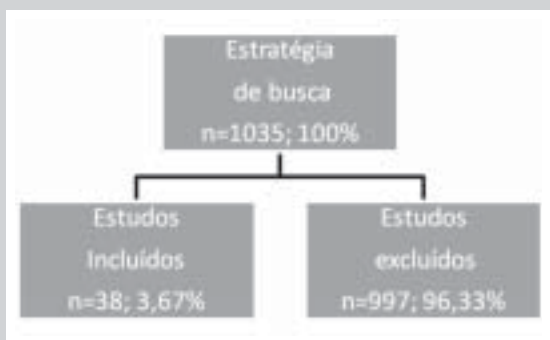 Estratégia
de busca
n=1035; 100%
Estudos
Incluídos
n=38; 3,67%
Estudos
excluídos
n=997; 96,33%